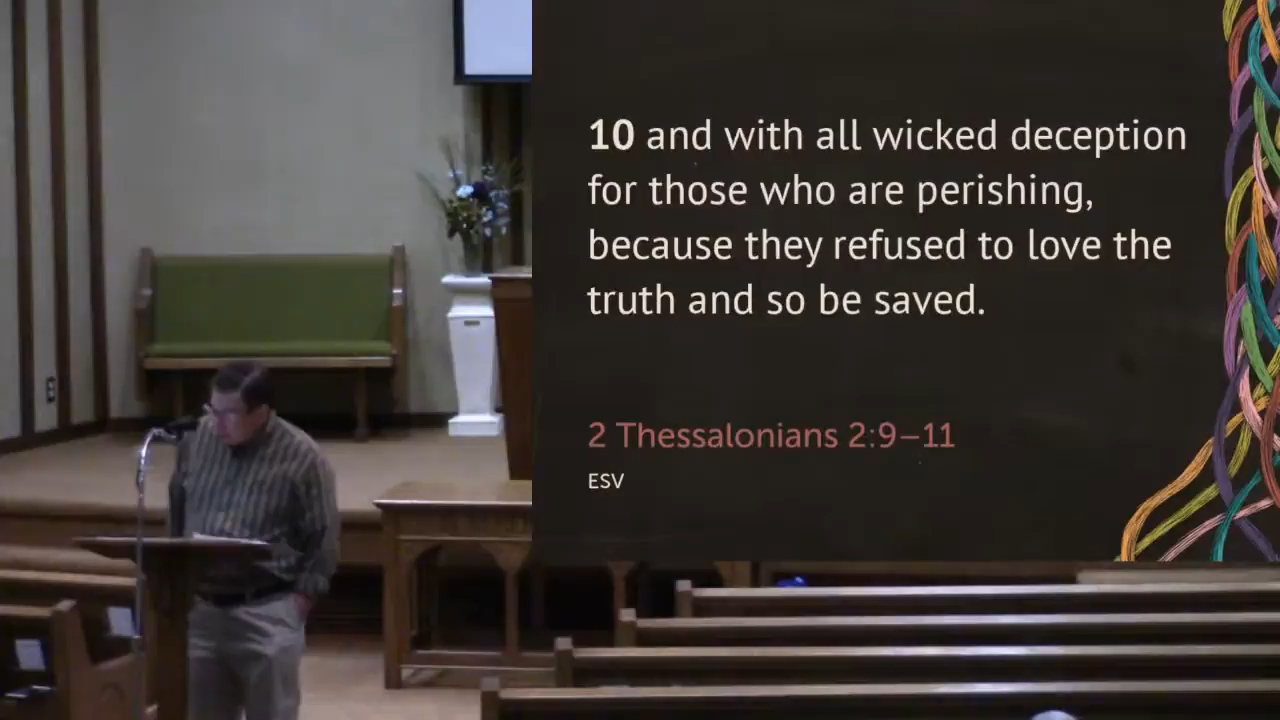 10 and with all wicked deception
for those who are perishing,
because they refused to love the
truth and so be saved.
2 Thessalonians 2:9–11
ESV